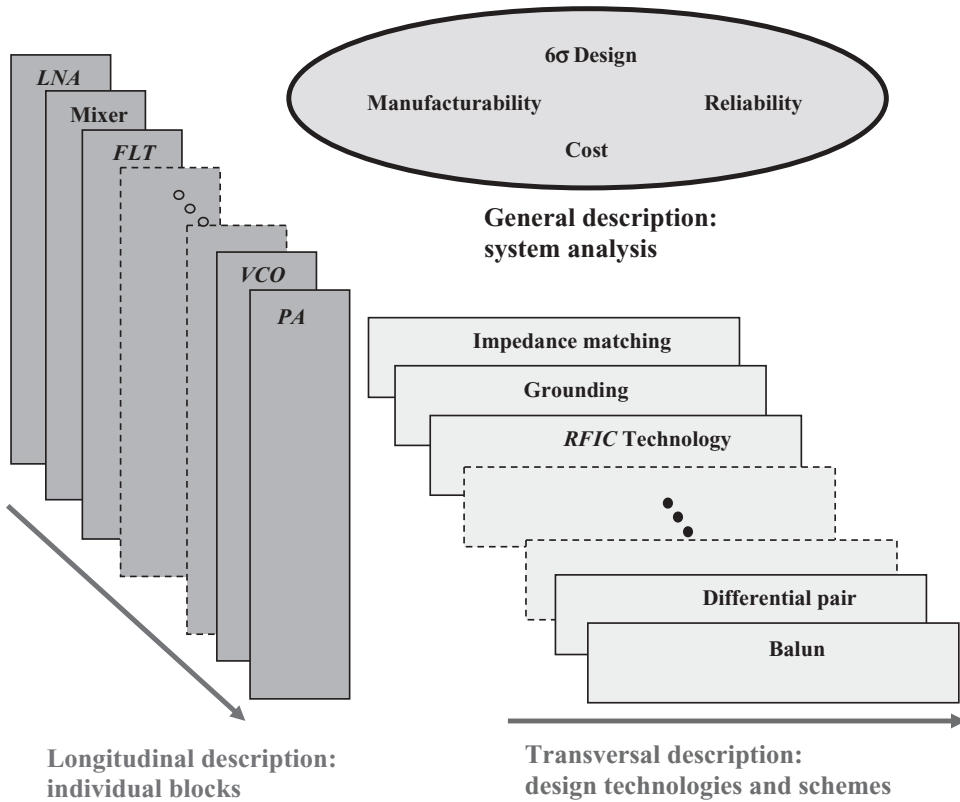 LNA
Mixer
FLT
VCO
PA
6σ Design
Manufacturability
Reliability
Cost
General description:
system analysis
Impedance matching
Grounding
RFIC Technology
Differential pair
Balun
Longitudinal description:
individual blocks
Transversal description:
design technologies and schemes